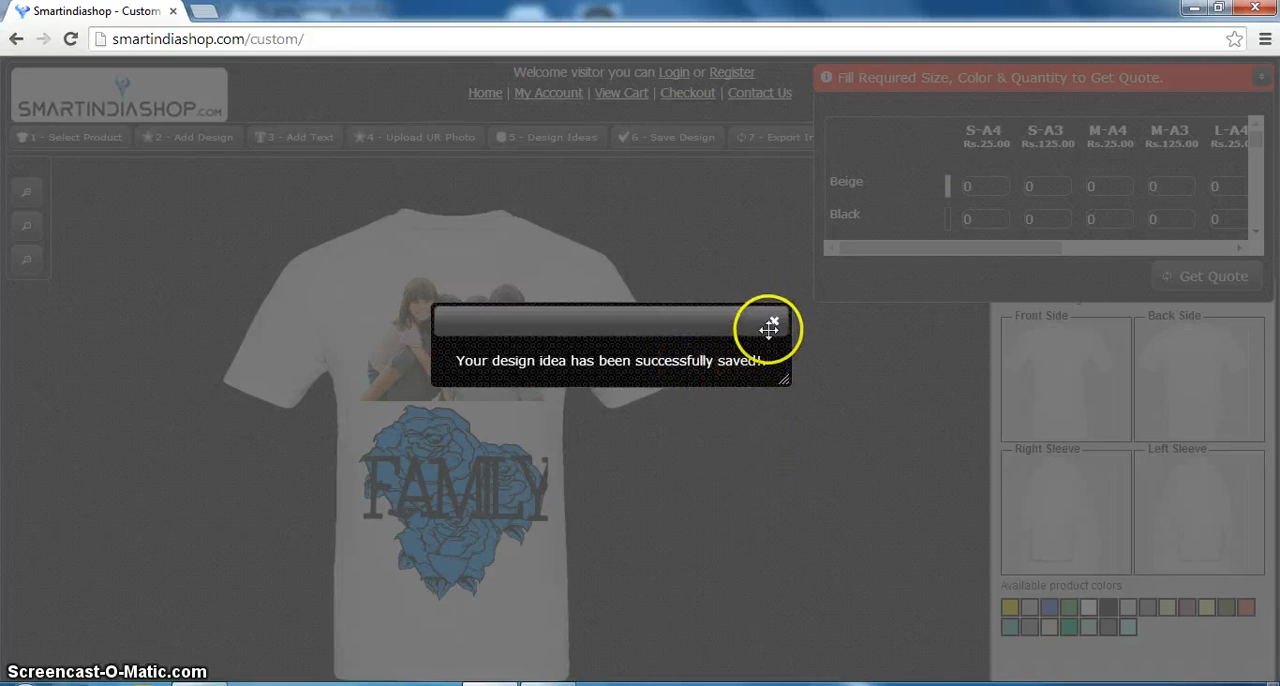 Smartindiashop - Custom
smartindiashop.com/custom/
SMARTINDIASHOP.COM
Welcome visitor you can Login or Register
Home | My Account | View Cart | Checkout | Contact Us
1 - Select Product
2 - Add Design
3 - Add Text
4 - Upload UR Photo
5 - Design Ideas
6 - Save Design
7 - Export Im
Fill Required Size, Color & Quantity to Get Quote.
S-A4 S-A3 M-A4 M-A3 L-A4
Rs.25.00 Rs.125.00 Rs.25.00 Rs.125.00 Rs.25.0
Beige 0 0 0 0 0
Black 0 0 0 0 0
Get Quote
Your design idea has been successfully saved!.
FAMILY
Front Side
Back Side
Right Sleeve
Left Sleeve
Available product colors
Screencast-O-Matic.com